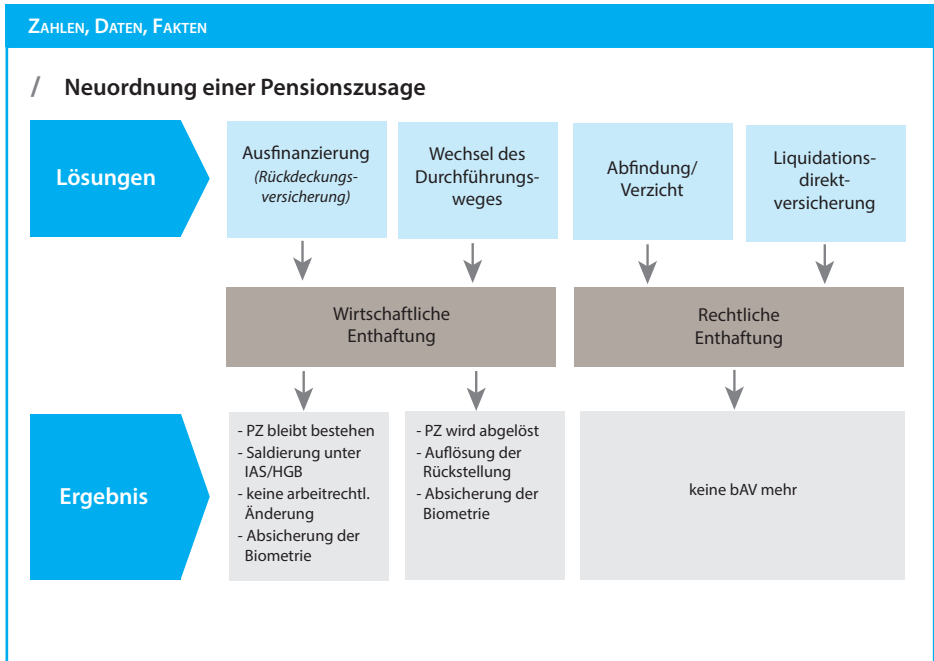 Zahlen, Daten, Fakten
/ Neuordnung einer Pensionszusage
Lösungen
Ausfinanzierung
(Rückdeckungs-
versicherung)
Wechsel des
Durchführungs-
weges
Abfindung/
Verzicht
Liquidations-
direkt-
versicherung
Wirtschaftliche
Enthaftung
Rechtliche
Enthaftung
Ergebnis
- PZ bleibt bestehen
- Saldierung unter
IAS/HGB
- keine arbeitrechtl.
Änderung
- Absicherung der
Biometrie
- PZ wird abgelöst
- Auflösung der
Rückstellung
- Absicherung der
Biometrie
keine bAV mehr